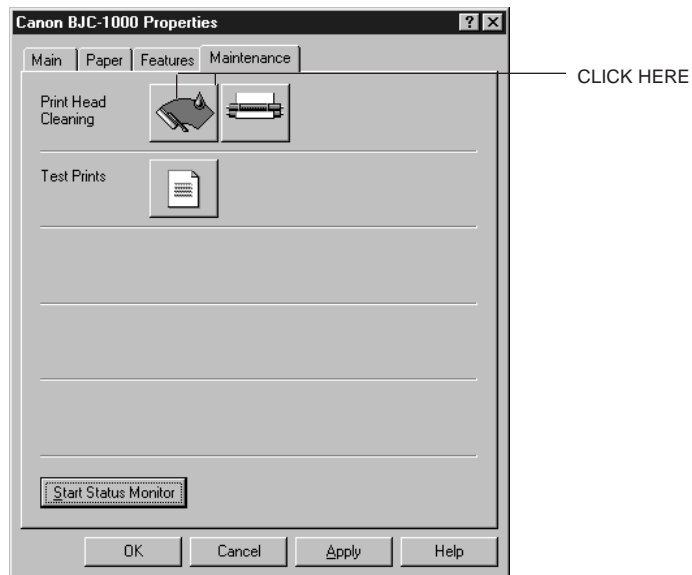 Canon BJC-1000 Properties
Main Paper Features Maintenance
CLICK HERE
Print Head
Cleaning
Test Prints
Start Status Monitor
OK Cancel Apply Help